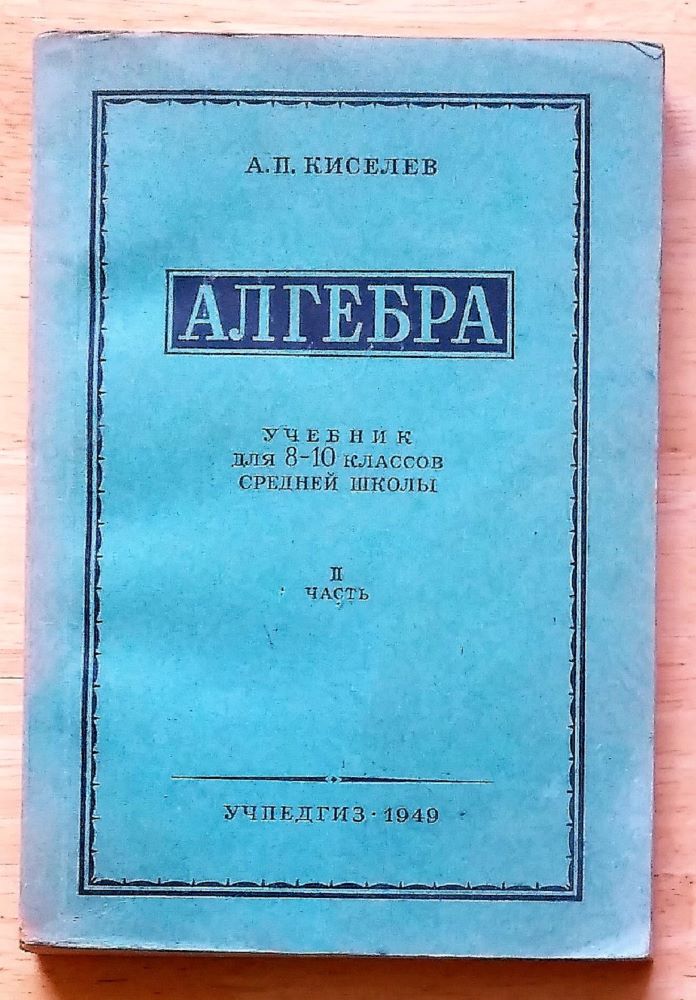 А. П. КИСЕЛЕВ
АЛГЕБРА
УЧЕБНИК
ДЛЯ 8-10 КЛАССОВ
СРЕДНЕЙ ШКОЛЫ
II
ЧАСТЬ
УЧПЕДГИЗ · 1949